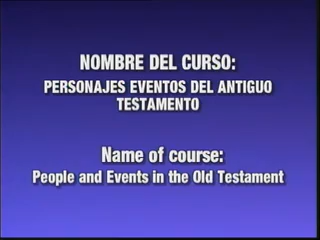 NOMBRE DEL CURSO:
PERSONAJES EVENTOS DEL ANTIGUO
TESTAMENTO
Name of course:
People and Events in the Old Testament